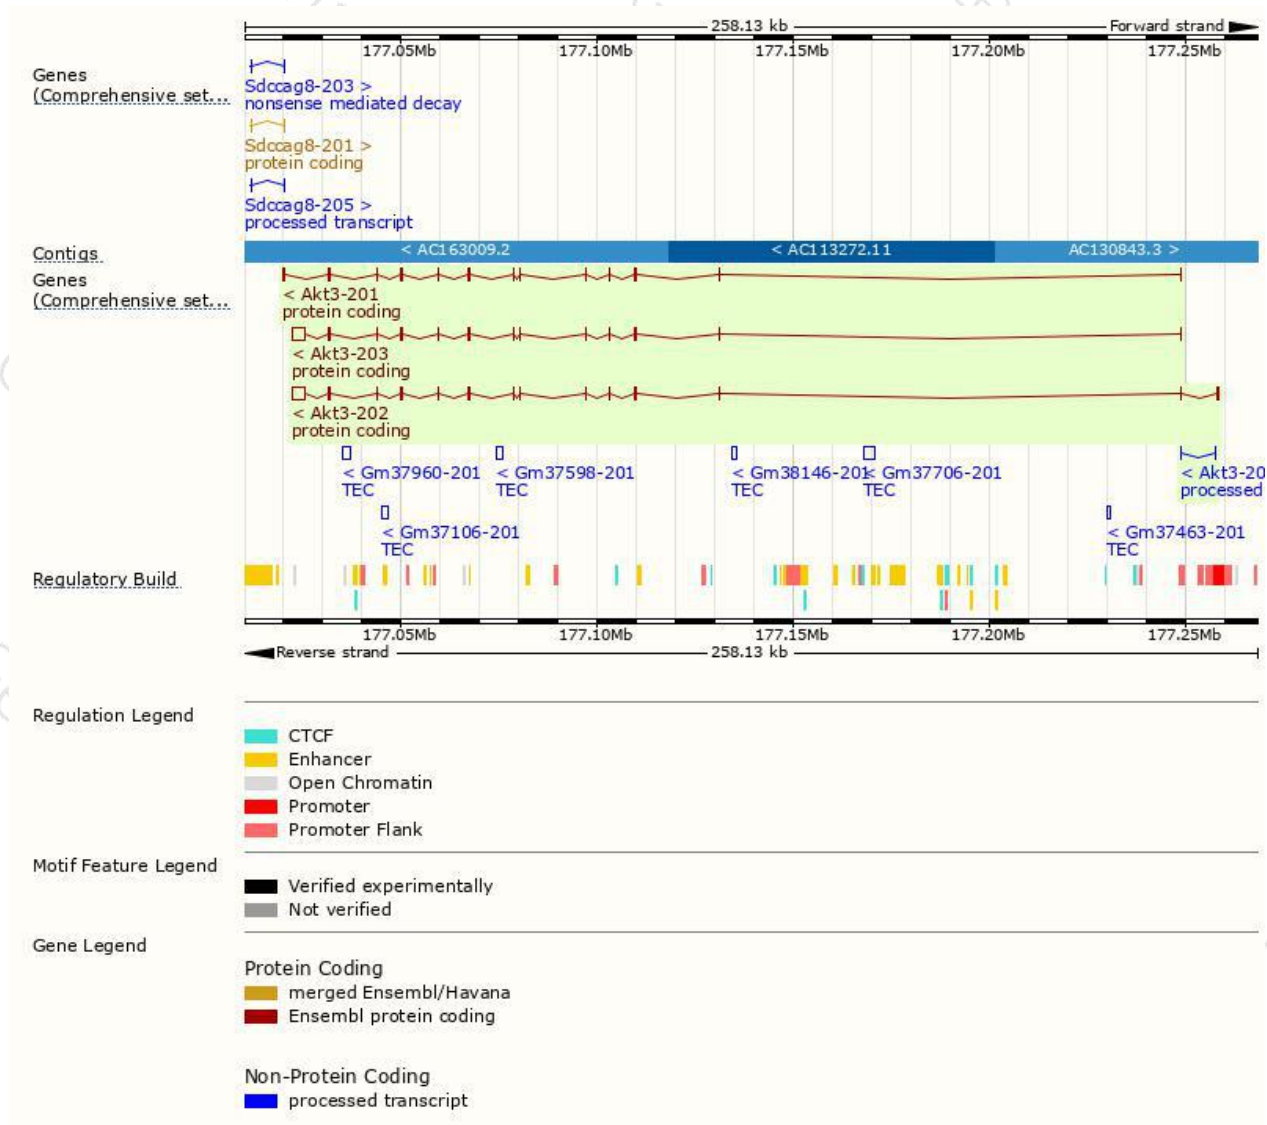 258.13 kb
Forward strand
177.05Mb 177.10Mb 177.15Mb 177.20Mb 177.25Mb
Genes
(Comprehensive set...
Sdccag8-203 >
nonsense mediated decay
Sdccag8-201 >
protein coding
Sdccag8-205 >
processed transcript
Contigs
< AC163009.2 < AC113272.11 AC130843.3 >
Genes
(Comprehensive set...
< Akt3-201
protein coding
< Akt3-203
protein coding
< Akt3-202
protein coding
< Gm37960-201 < Gm37598-201 < Gm38146-201 < Gm37706-201 < Akt3-20
TEC TEC TEC TEC processed
< Gm37106-201 < Gm37463-201
TEC TEC
Regulatory Build
177.05Mb 177.10Mb 177.15Mb 177.20Mb 177.25Mb
Reverse strand 258.13 kb
Regulation Legend
CTCF
Enhancer
Open Chromatin
Promoter
Promoter Flank
Motif Feature Legend
Verified experimentally
Not verified
Gene Legend
Protein Coding
merged Ensembl/Havana
Ensembl protein coding
Non-Protein Coding
processed transcript